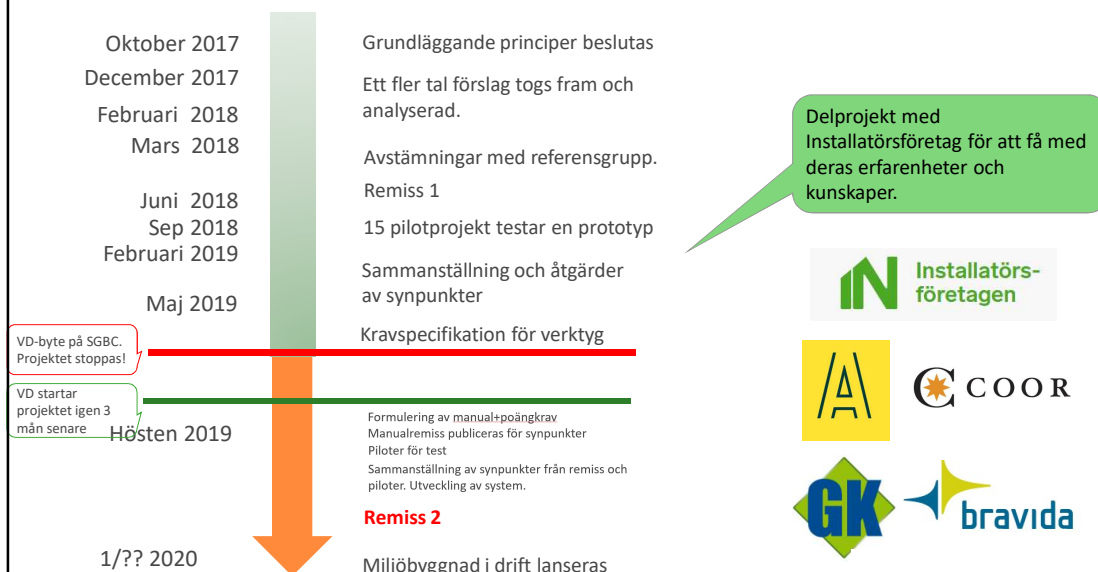 Oktober 2017
Grundläggande principer beslutas
December 2017
Ett fler tal förslag togs fram och
analyserad.
Februari 2018
Mars 2018
Avstämningar med referensgrupp.
Remiss 1
Juni 2018
Sep 2018
15 pilotprojekt testar en prototyp
Februari 2019
Sammanställning och åtgärder
av synpunkter
Maj 2019
Kravspecifikation för verktyg
VD-byte på SGBC.
Projektet stoppas!
VD startar
projektet igen 3
mån senare
Hösten 2019
Formulering av manual+poängkrav
Manualremiss publiceras för synpunkter
Piloter för test
Sammanställning av synpunkter från remiss och
piloter. Utveckling av system.
Remiss 2
1/?? 2020
Miljöbyggnad i drift lanseras
Delprojekt med
Installatörsföretag för att få med
deras erfarenheter och
kunskaper.
IN
Installatörs-
företagen
A
C COOR
GK
bravida